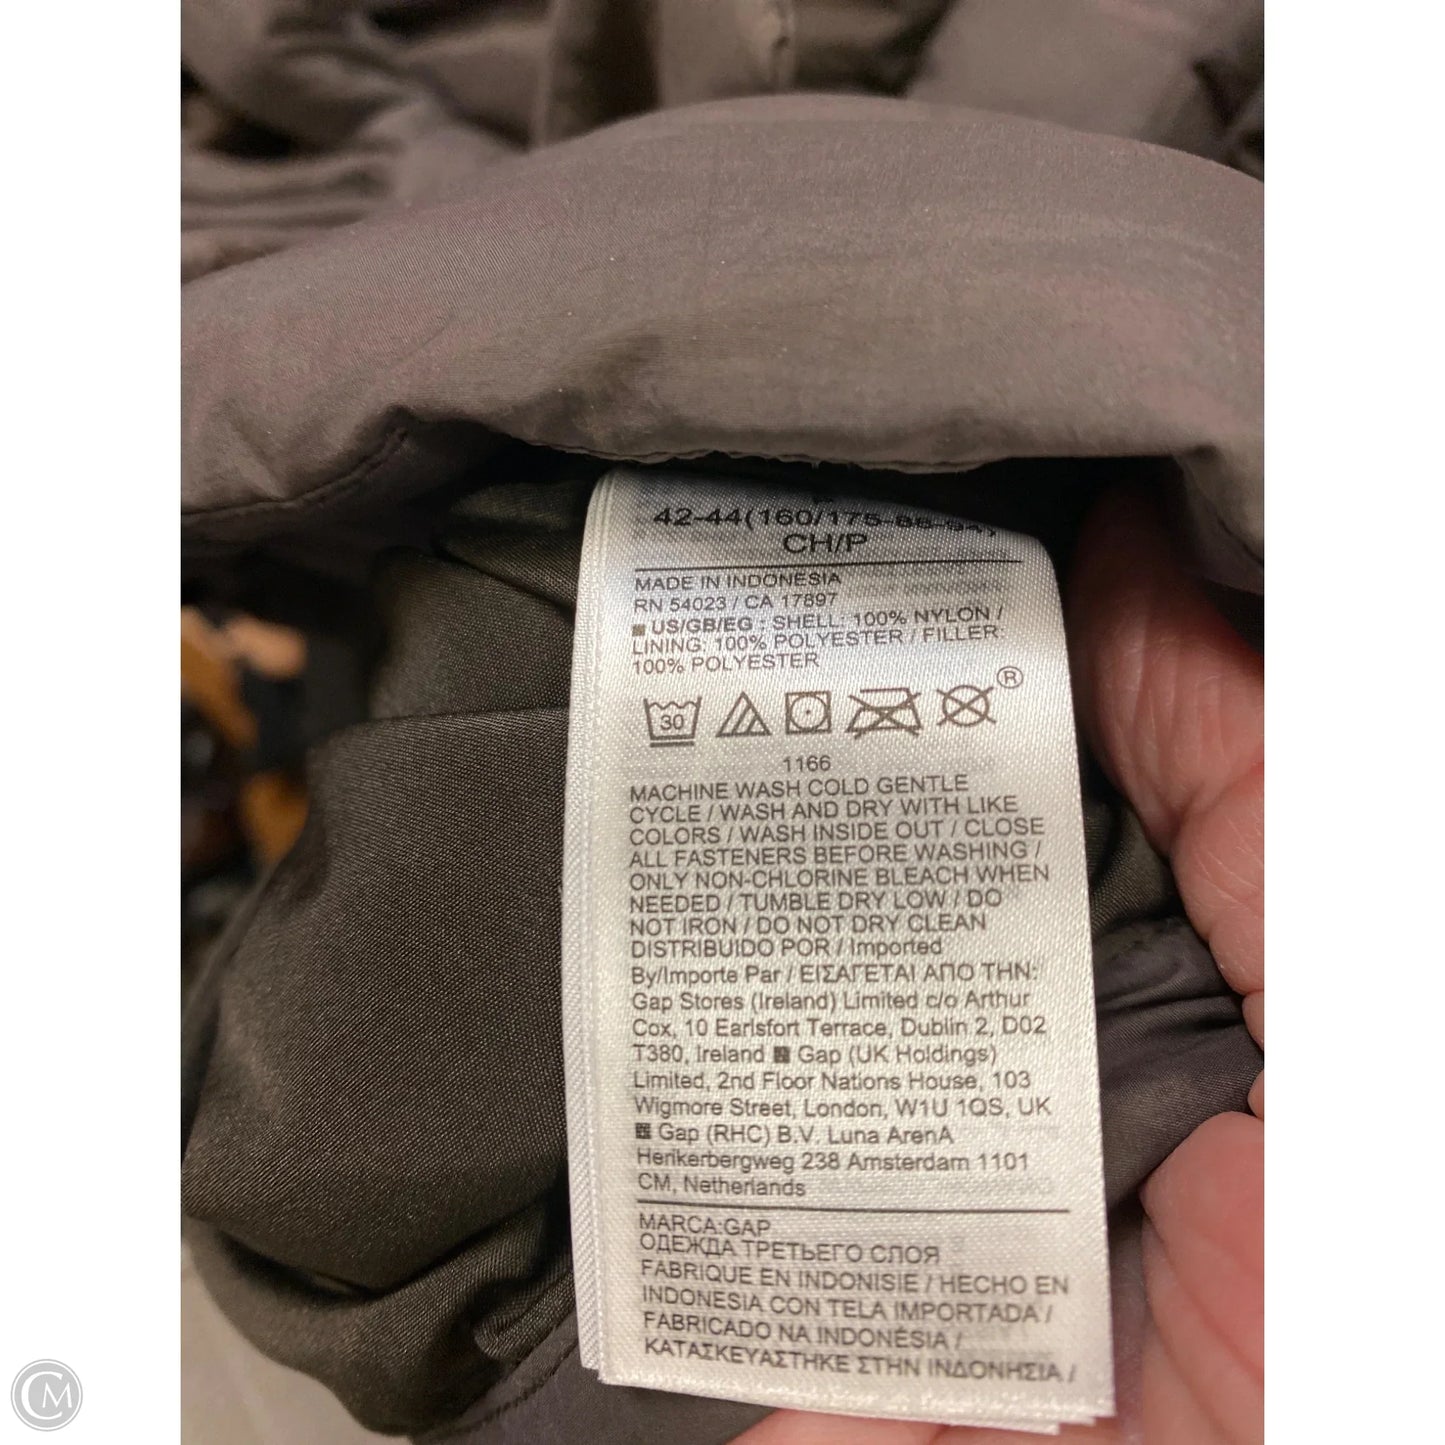 42-44(160/175-88-94)
CH/P
MADE IN INDONESIA
RN 54023 / CA 17897
US/GB/EG : SHELL: 100% NYLON /
LINING: 100% POLYESTER / FILLER:
100% POLYESTER
30 ®
1166
MACHINE WASH COLD GENTLE
CYCLE / WASH AND DRY WITH LIKE
COLORS / WASH INSIDE OUT / CLOSE
ALL FASTENERS BEFORE WASHING /
ONLY NON-CHLORINE BLEACH WHEN
NEEDED / TUMBLE DRY LOW / DO
NOT IRON / DO NOT DRY CLEAN
DISTRIBUIDO POR / Imported
By/Importe Par / ΕΙΣΑΓΕΤΑΙ ΑΠΟ ΤΗΝ:
Gap Stores (Ireland) Limited c/o Arthur
Cox, 10 Earlsfort Terrace, Dublin 2, D02
T380, Ireland Gap (UK Holdings)
Limited, 2nd Floor Nations House, 103
Wigmore Street, London, W1U 1QS, UK
Gap (RHC) B.V. Luna ArenA
Herikerbergweg 238 Amsterdam 1101
CM, Netherlands
MARCA:GAP
ОДЕЖДА ТРЕТЬЕГО СЛОЯ
FABRIQUE EN INDONISIE / HECHO EN
INDONESIA CON TELA IMPORTADA /
FABRICADO NA INDONÉSIA /
ΚΑΤΑΣΚΕΥΑΣΤΗΚΕ ΣΤΗΝ ΙΝΔΟΝΗΣΙΑ /
CM